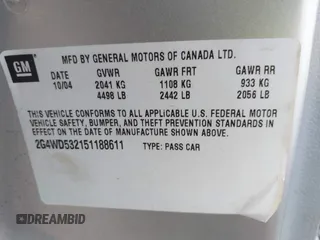 GM
MFD BY GENERAL MOTORS OF CANADA LTD.
DATE GVWR GAWR FRT GAWR RR
10/04 2041 KG 1108 KG 933 KG
4498 LB 2442 LB 2056 LB
THIS VEHICLE CONFORMS TO ALL APPLICABLE U.S. FEDERAL MOTOR
VEHICLE SAFETY, BUMPER, AND THEFT PREVENTION STANDARDS IN
EFFECT ON THE DATE OF MANUFACTURE SHOWN ABOVE.
2G4WD532151188611 TYPE: PASS CAR
DREAMBID